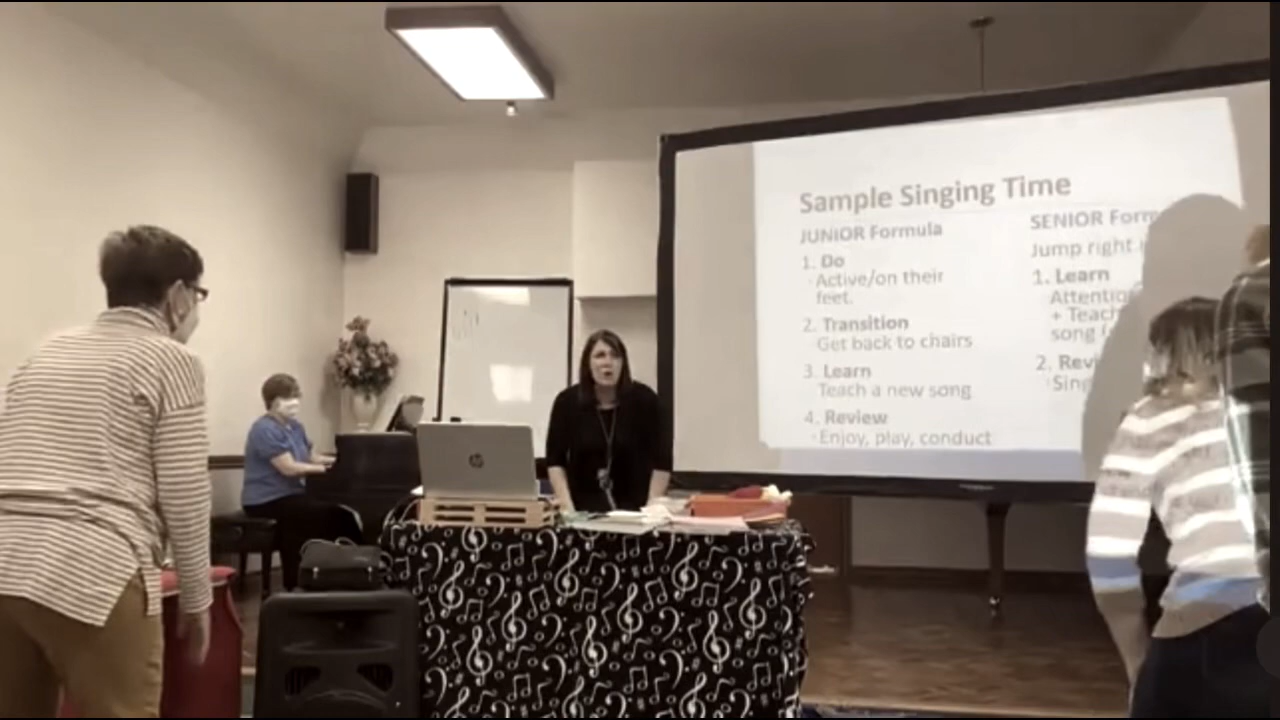 Sample Singing Time
JUNIOR Formula
1. Do
Active/on their
feet.
2. Transition
Get back to chairs
3. Learn
Teach a new song
4. Review
Enjoy, play, conduct
SENIOR Form
Jump right
1. Learn
Attentio
+ Teach
song
2. Revi
Sing
hp